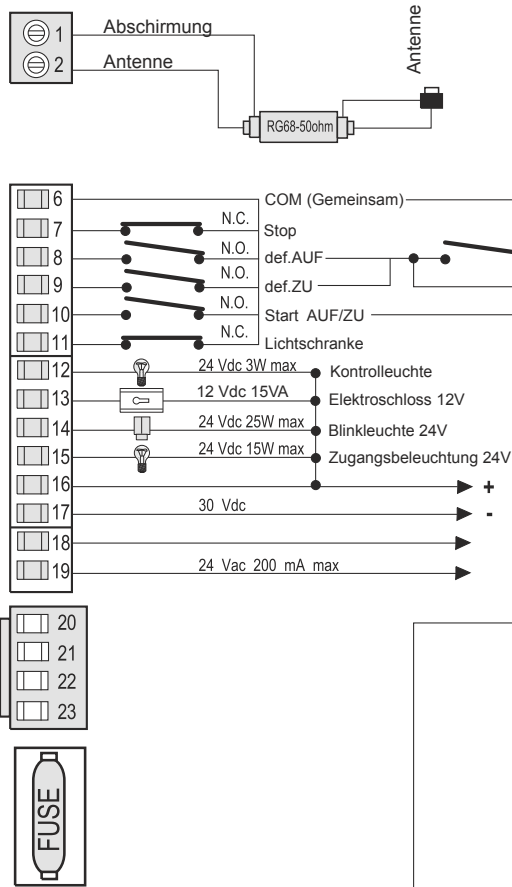 1 Abschirmung
2 Antenne
Antenne
RG68-50ohm
6 COM (Gemeinsam)
7 N.C. Stop
8 N.O. def.AUF
9 N.O. def.ZU
10 N.O. Start AUF/ZU
11 N.C. Lichtschranke
12 24 Vdc 3W max Kontrolleuchte
13 12 Vdc 15VA Elektroschloss 12V
14 24 Vdc 25W max Blinkleuchte 24V
15 24 Vdc 15W max Zugangsbeleuchtung 24V
16 +
17 30 Vdc -
18
19 24 Vac 200 mA max
20
21
22
23
FUSE